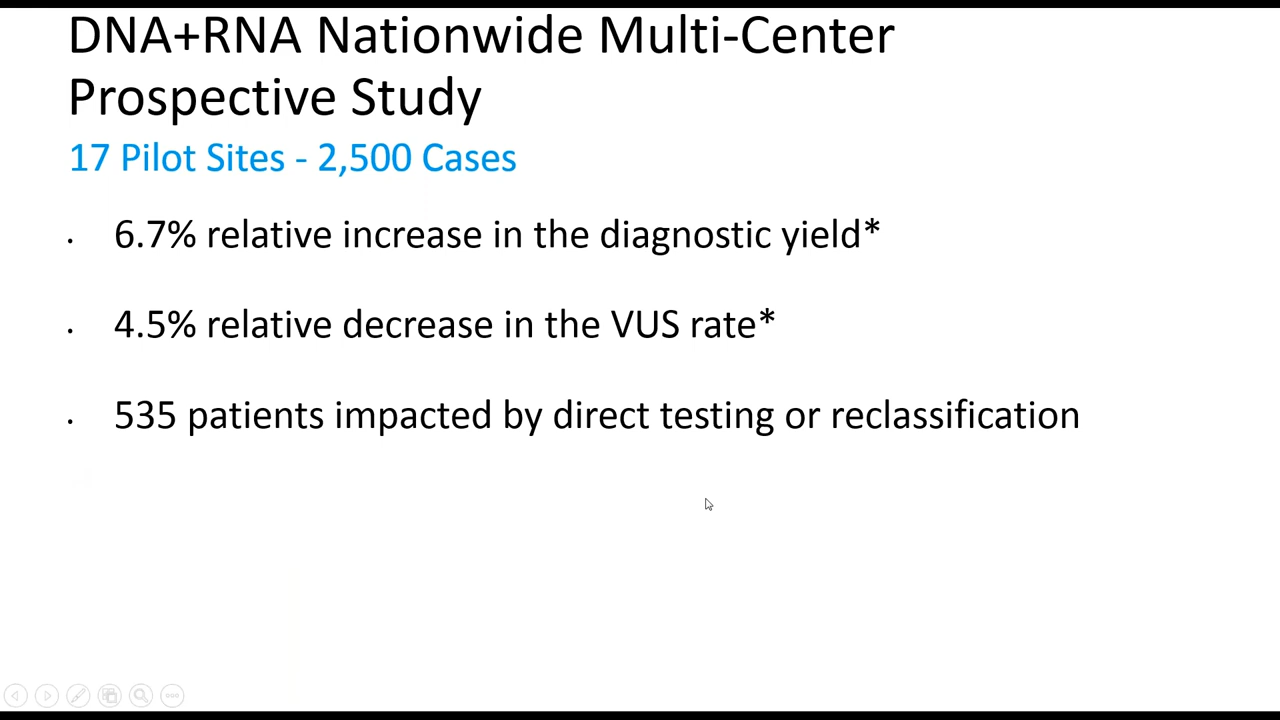 DNA+RNA Nationwide Multi-Center
Prospective Study
17 Pilot Sites - 2,500 Cases
• 6.7% relative increase in the diagnostic yield*
• 4.5% relative decrease in the VUS rate*
• 535 patients impacted by direct testing or reclassification